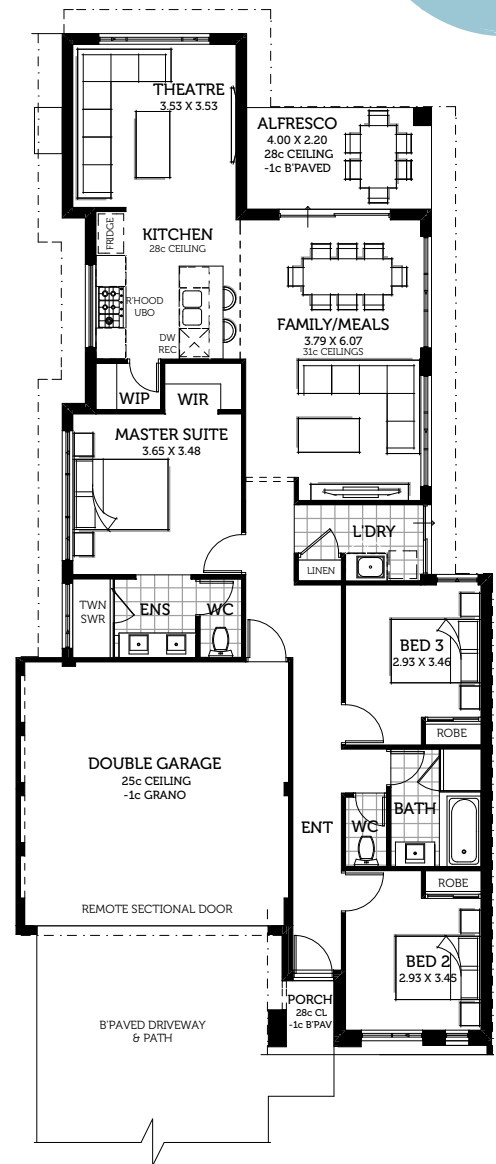 THEATRE
3.53 X 3.53
ALFRESCO
4.00 X 2.20
28c CEILING
-1c B'PAVED
KITCHEN
28c CEILING
FRIDGE
R'HOOD
UBO
DW
REC
FAMILY/MEALS
3.79 X 6.07
31c CEILINGS
WIP
WIR
MASTER SUITE
3.65 X 3.48
L'DRY
LINEN
TWN
SWR
ENS
WC
BED 3
2.93 X 3.46
ROBE
DOUBLE GARAGE
25c CEILING
-1c GRANO
ENT
WC
BATH
ROBE
REMOTE SECTIONAL DOOR
BED 2
2.93 X 3.45
PORCH
28c CL
-1c B'PAV
B'PAVED DRIVEWAY
& PATH